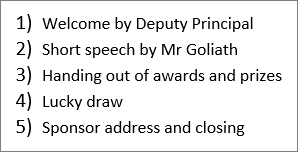 1) Welcome by Deputy Principal
2) Short speech by Mr Goliath
3) Handing out of awards and prizes
4) Lucky draw
5) Sponsor address and closing